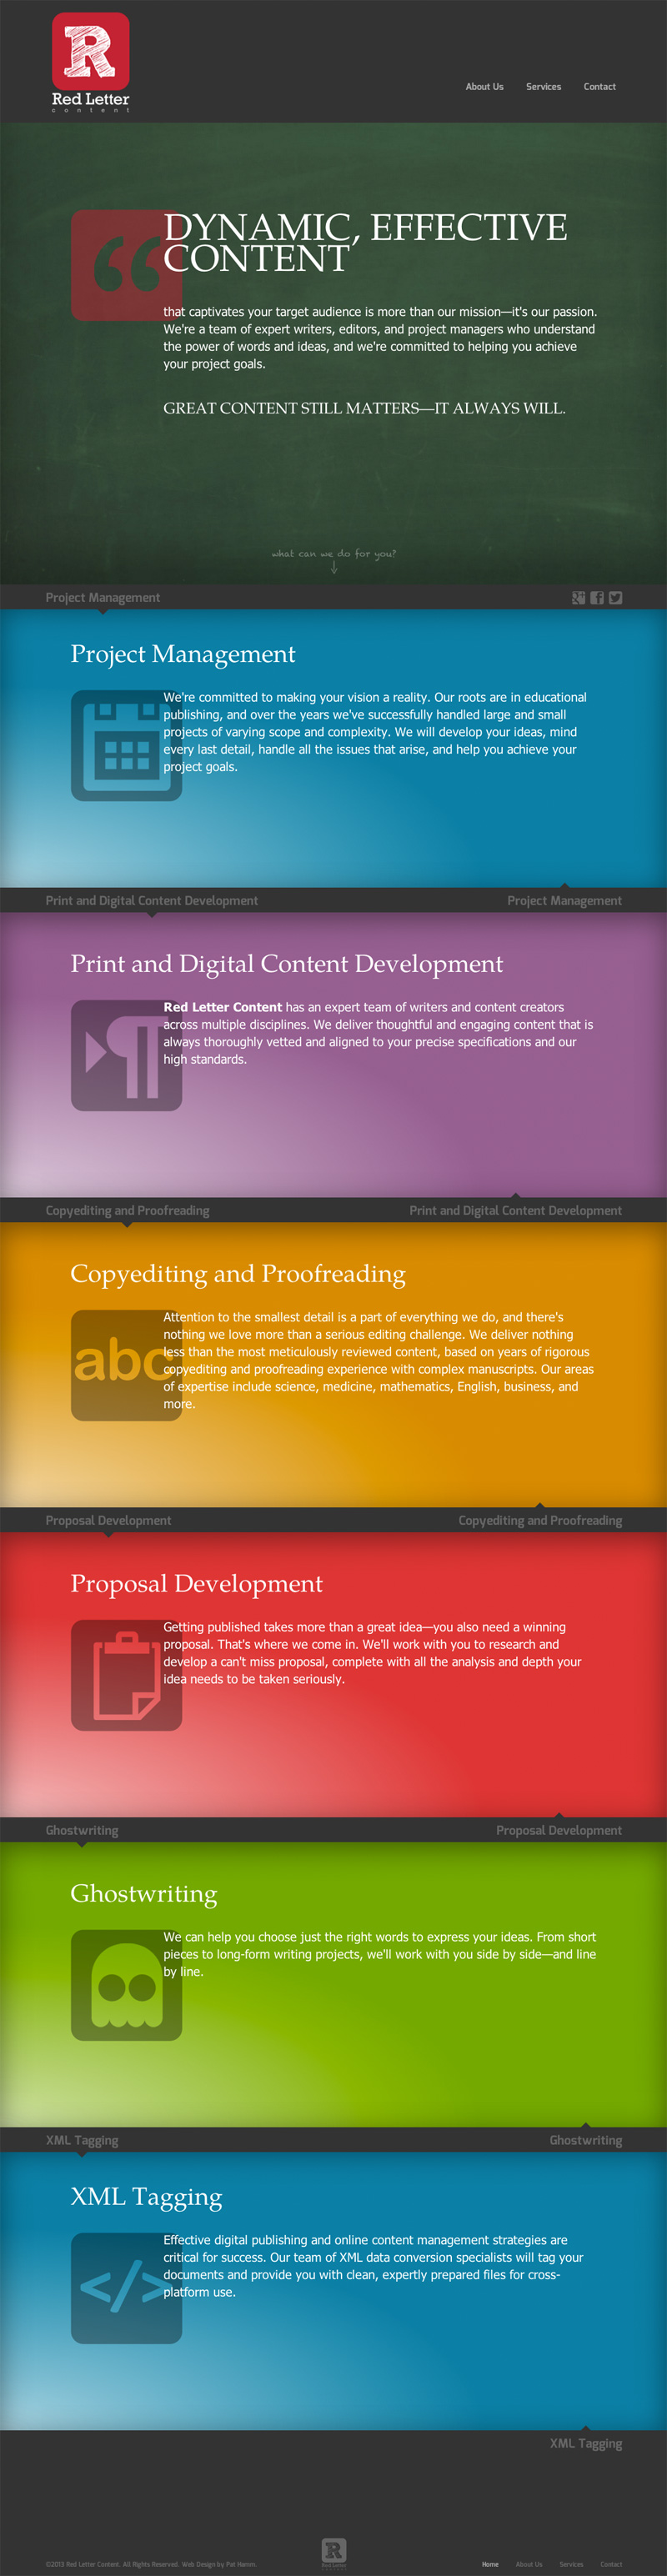 R
Red Letter
content
About Us Services Contact
“
DYNAMIC, EFFECTIVE
CONTENT
that captivates your target audience is more than our mission—it's our passion.
We're a team of expert writers, editors, and project managers who understand
the power of words and ideas, and we're committed to helping you achieve
your project goals.
GREAT CONTENT STILL MATTERS—IT ALWAYS WILL.
what can we do for you?
Project Management
Project Management
We're committed to making your vision a reality. Our roots are in educational
publishing, and over the years we've successfully handled large and small
projects of varying scope and complexity. We will develop your ideas, mind
every last detail, handle all the issues that arise, and help you achieve your
project goals.
Print and Digital Content Development Project Management
Print and Digital Content Development
Red Letter Content has an expert team of writers and content creators
across multiple disciplines. We deliver thoughtful and engaging content that is
always thoroughly vetted and aligned to your precise specifications and our
high standards.
Copyediting and Proofreading Print and Digital Content Development
Copyediting and Proofreading
abc
Attention to the smallest detail is a part of everything we do, and there's
nothing we love more than a serious editing challenge. We deliver nothing
less than the most meticulously reviewed content, based on years of rigorous
copyediting and proofreading experience with complex manuscripts. Our areas
of expertise include science, medicine, mathematics, English, business, and
more.
Proposal Development Copyediting and Proofreading
Proposal Development
Getting published takes more than a great idea—you also need a winning
proposal. That's where we come in. We'll work with you to research and
develop a can't miss proposal, complete with all the analysis and depth your
idea needs to be taken seriously.
Ghostwriting Proposal Development
Ghostwriting
We can help you choose just the right words to express your ideas. From short
pieces to long-form writing projects, we'll work with you side by side—and line
by line.
XML Tagging Ghostwriting
XML Tagging
</>
Effective digital publishing and online content management strategies are
critical for success. Our team of XML data conversion specialists will tag your
documents and provide you with clean, expertly prepared files for cross-
platform use.
XML Tagging
R
Red Letter
©2013 Red Letter Content. All Rights Reserved. Web Design by Pat Hamm. Home About Us Services Contact